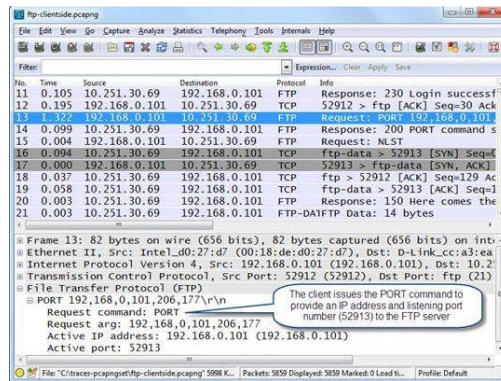 ftp-clientside.pcapng
File Edit View Go Capture Analyze Statistics Telephony Tools Internals Help
Filter: Expression... Clear Apply Save
No. Time Source Destination Protocol Info
11 0.105 10.251.30.69 192.168.0.101 FTP Response: 230 Login successf
12 0.195 192.168.0.101 10.251.30.69 TCP 52912 > ftp [ACK] Seq=30 Ack
13 1.322 192.168.0.101 10.251.30.69 FTP Request: PORT 192,168,0,101,
14 0.099 10.251.30.69 192.168.0.101 FTP Response: 200 PORT command s
15 0.004 192.168.0.101 10.251.30.69 FTP Request: NLST
16 0.094 10.251.30.69 192.168.0.101 TCP ftp-data > 52913 [SYN] Seq=0
17 0.000 192.168.0.101 10.251.30.69 TCP 52913 > ftp-data [SYN, ACK]
18 0.037 10.251.30.69 192.168.0.101 TCP ftp > 52912 [ACK] Seq=129 Ac
19 0.058 10.251.30.69 192.168.0.101 TCP ftp-data > 52913 [ACK] Seq=1
20 0.003 10.251.30.69 192.168.0.101 FTP Response: 150 Here comes the
21 0.003 10.251.30.69 192.168.0.101 FTP-DAT FTP Data: 14 bytes
Frame 13: 82 bytes on wire (656 bits), 82 bytes captured (656 bits) on int
Ethernet II, Src: Intel_d0:27:d7 (00:18:de:d0:27:d7), Dst: D-Link_cc:a3:ea
Internet Protocol Version 4, Src: 192.168.0.101 (192.168.0.101), Dst: 10.2
Transmission Control Protocol, Src Port: 52912 (52912), Dst Port: ftp (21)
File Transfer Protocol (FTP)
PORT 192,168,0,101,206,177\r\n
Request command: PORT
Request arg: 192,168,0,101,206,177
Active IP address: 192.168.0.101 (192.168.0.101)
Active port: 52913
The client issues the PORT command to
provide an IP address and listening port
number (52913) to the FTP server
File: "C:\traces-pcapngset\ftp-clientside.pcapng" 5998 K... Packets: 5859 Displayed: 5859 Marked: 0 Load ti... Profile: Default